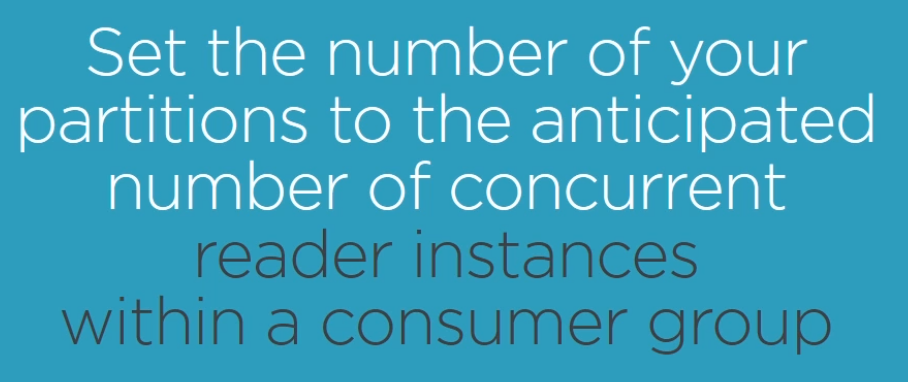 Set the number of your
partitions to the anticipated
number of concurrent
reader instances
within a consumer group